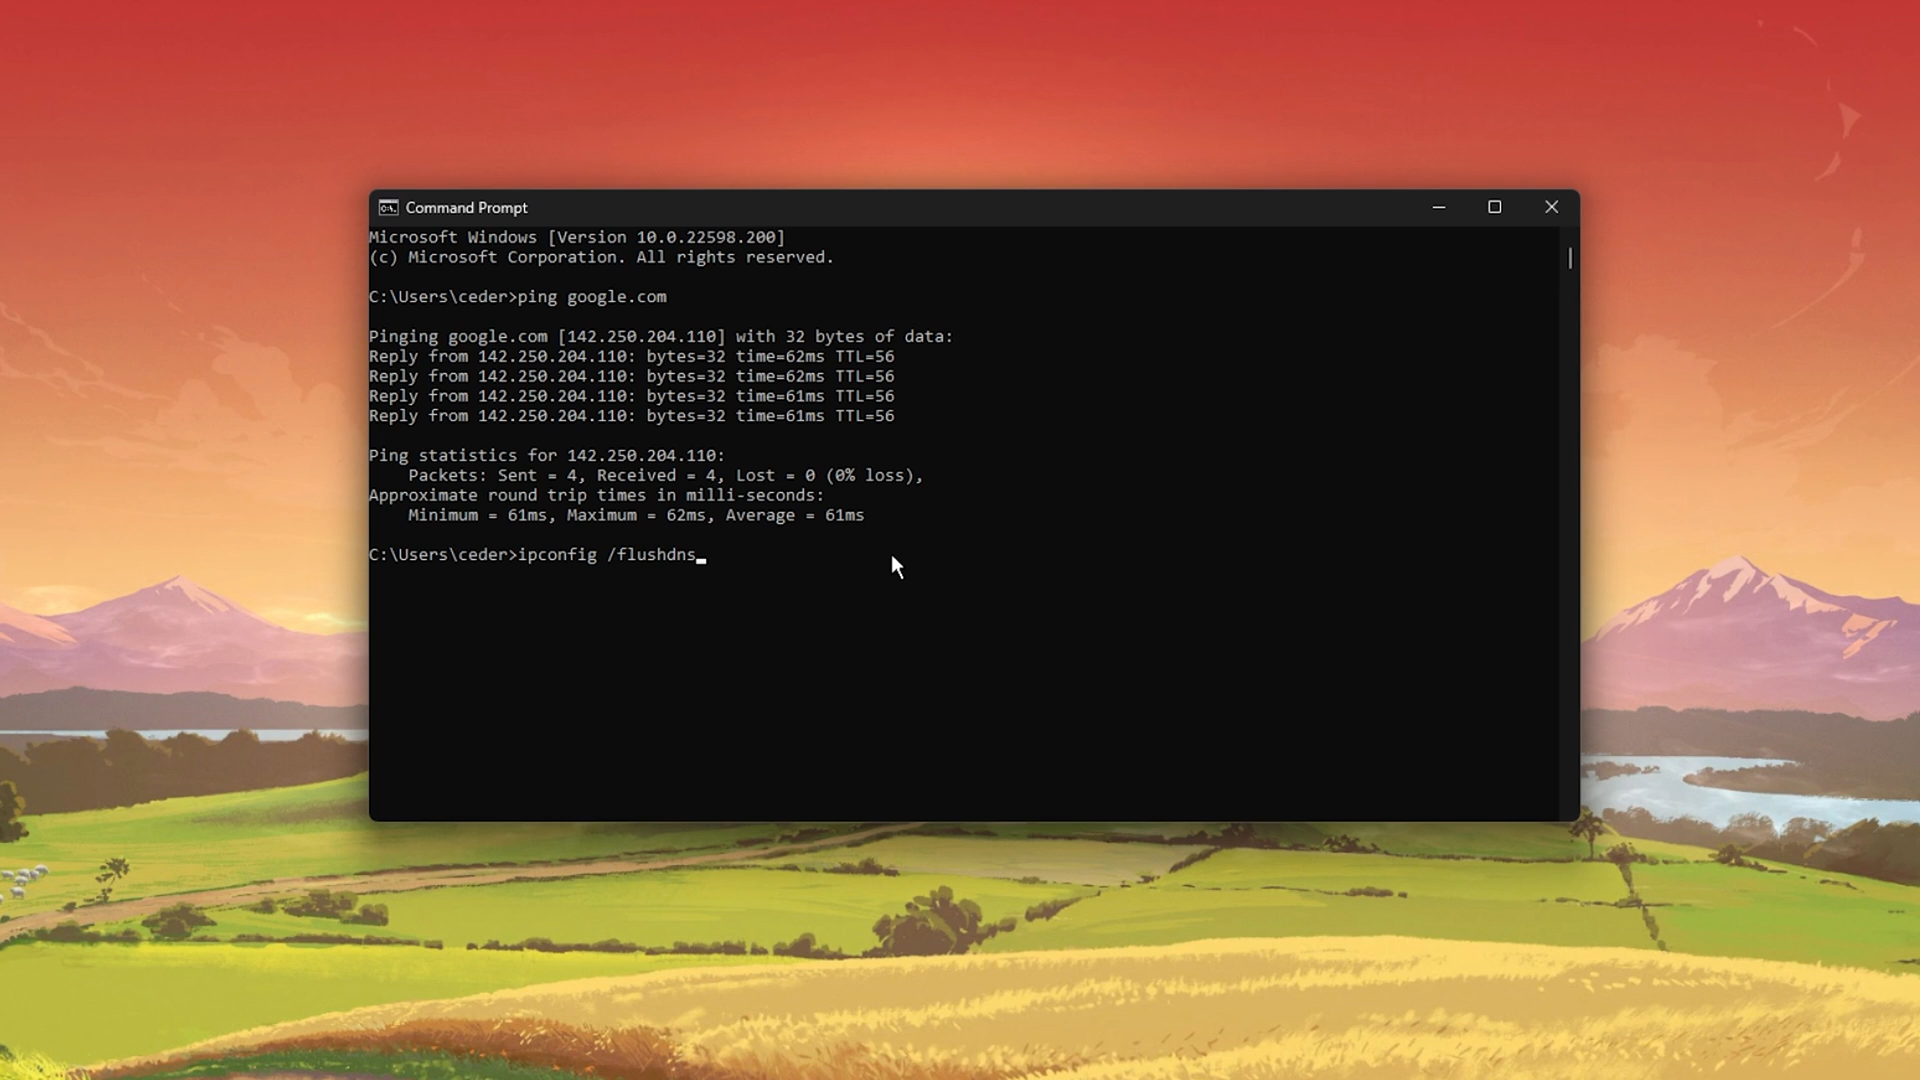 Command Prompt
Microsoft Windows [Version 10.0.22598.200]
(c) Microsoft Corporation. All rights reserved.
C:\Users\ceder>ping google.com
Pinging google.com [142.250.204.110] with 32 bytes of data:
Reply from 142.250.204.110: bytes=32 time=62ms TTL=56
Reply from 142.250.204.110: bytes=32 time=62ms TTL=56
Reply from 142.250.204.110: bytes=32 time=61ms TTL=56
Reply from 142.250.204.110: bytes=32 time=61ms TTL=56
Ping statistics for 142.250.204.110:
    Packets: Sent = 4, Received = 4, Lost = 0 (0% loss),
Approximate round trip times in milli-seconds:
    Minimum = 61ms, Maximum = 62ms, Average = 61ms
C:\Users\ceder>ipconfig /flushdns